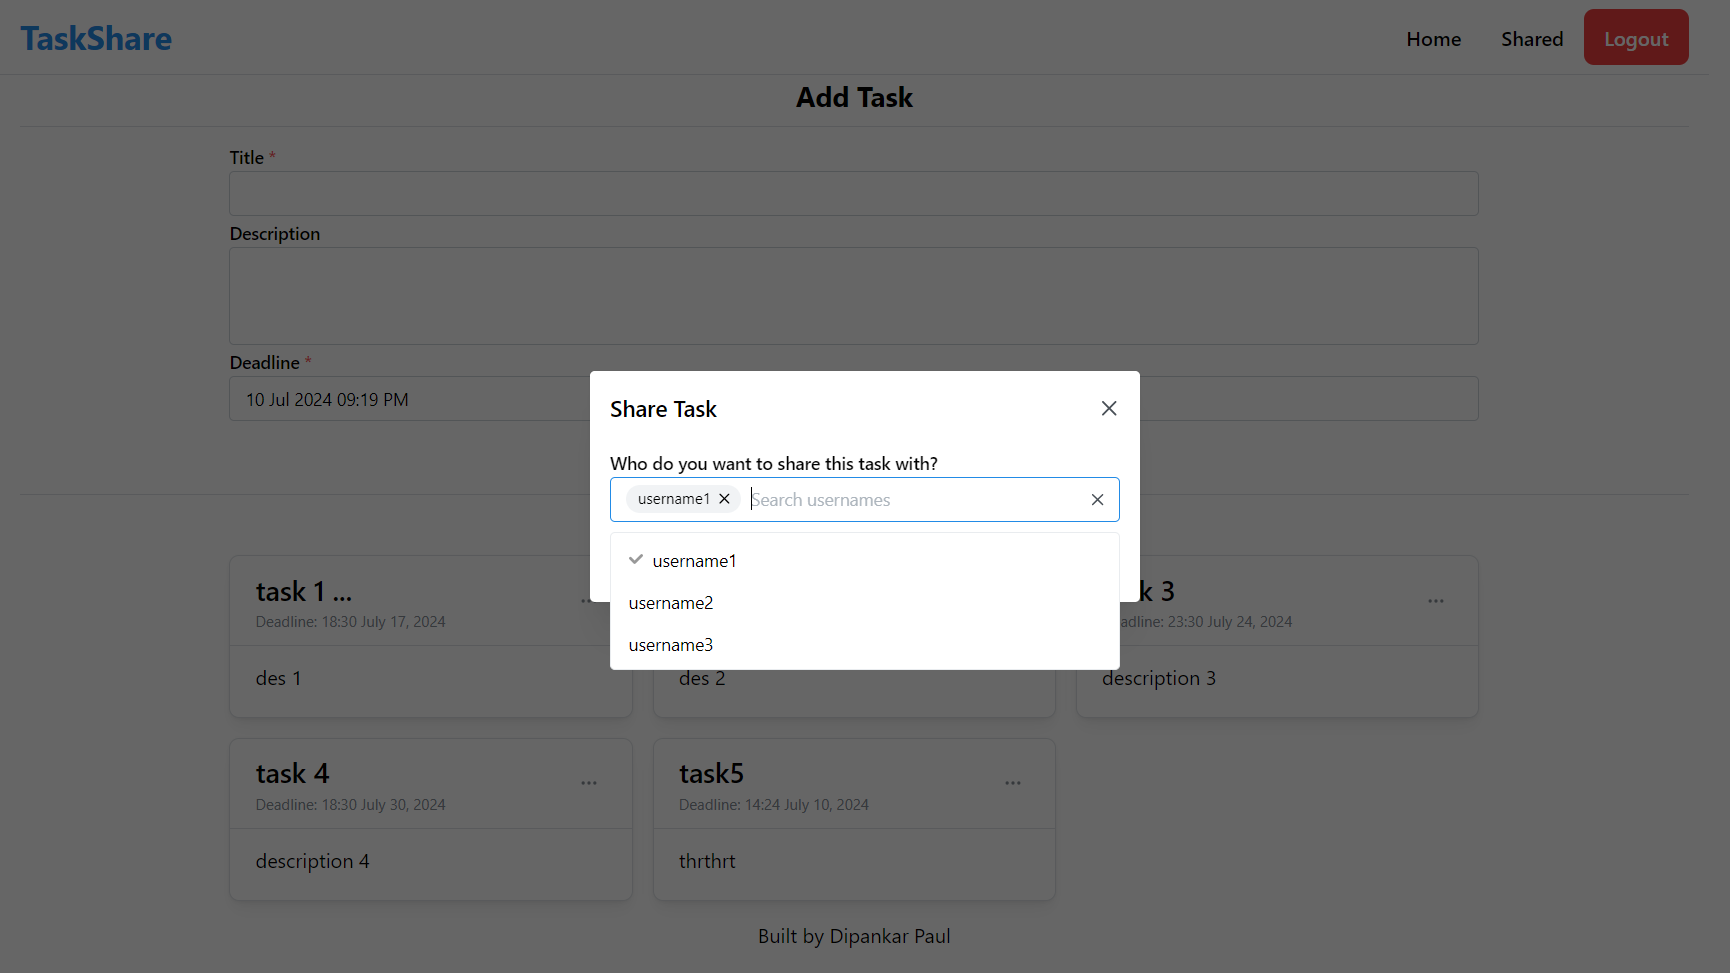 TaskShare
Home Shared Logout
Add Task
Title *
Description
Deadline *
10 Jul 2024 09:19 PM
Share Task
Who do you want to share this task with?
username1 Search usernames
username1
username2
username3
task 1 ...
Deadline: 18:30 July 17, 2024
des 1
des 2
k 3
adline: 23:30 July 24, 2024
description 3
task 4
Deadline: 18:30 July 30, 2024
description 4
task5
Deadline: 14:24 July 10, 2024
thrthrt
Built by Dipankar Paul